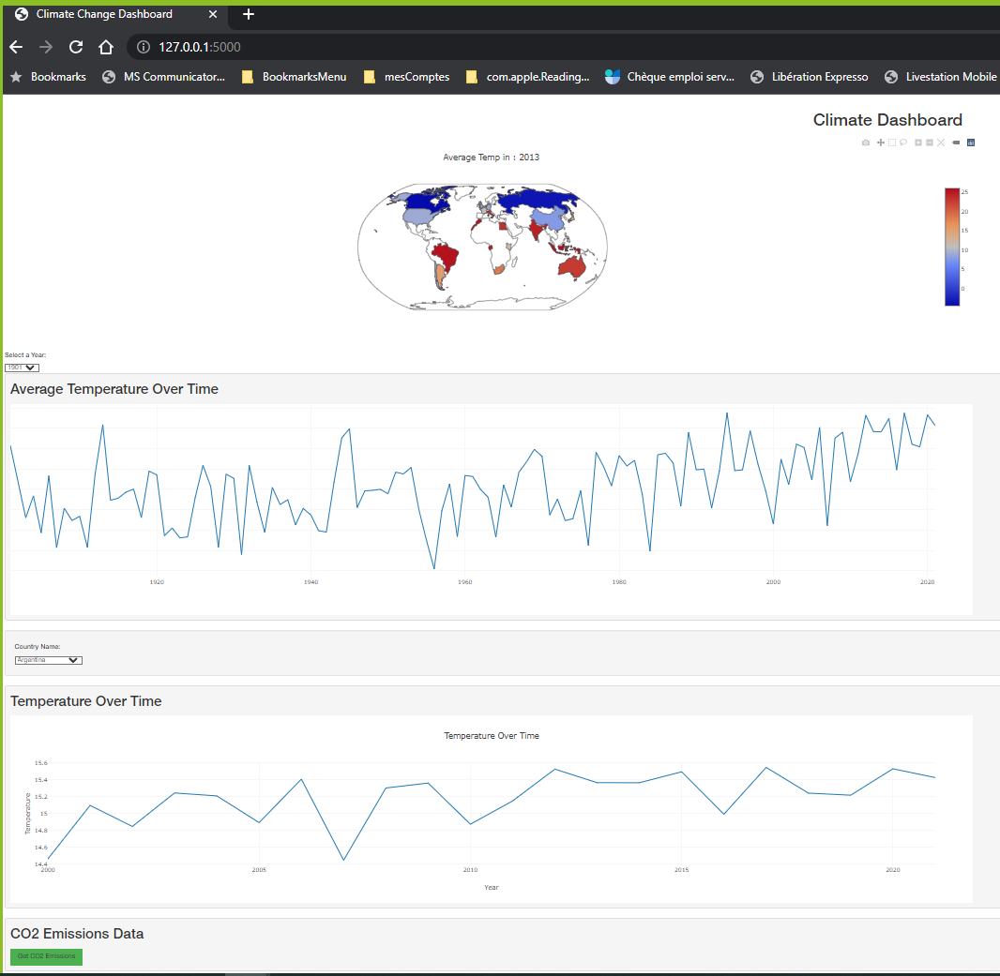 Climate Change Dashboard
127.0.0.1:5000
Bookmarks MS Communicator... BookmarksMenu mesComptes com.apple.Reading... Chèque emploi serv... Libération Expresso Livestation Mobile
Climate Dashboard
Average Temp in : 2013
25
20
15
10
5
0
Select a Year:
1901
Average Temperature Over Time
1920 1940 1960 1980 2000 2020
Country Name:
Argentina
Temperature Over Time
Temperature Over Time
15.6
15.4
15.2
15
14.8
14.6
14.4
Temperature
2000 2005 2010 2015 2020
Year
CO2 Emissions Data
Get CO2 Emissions